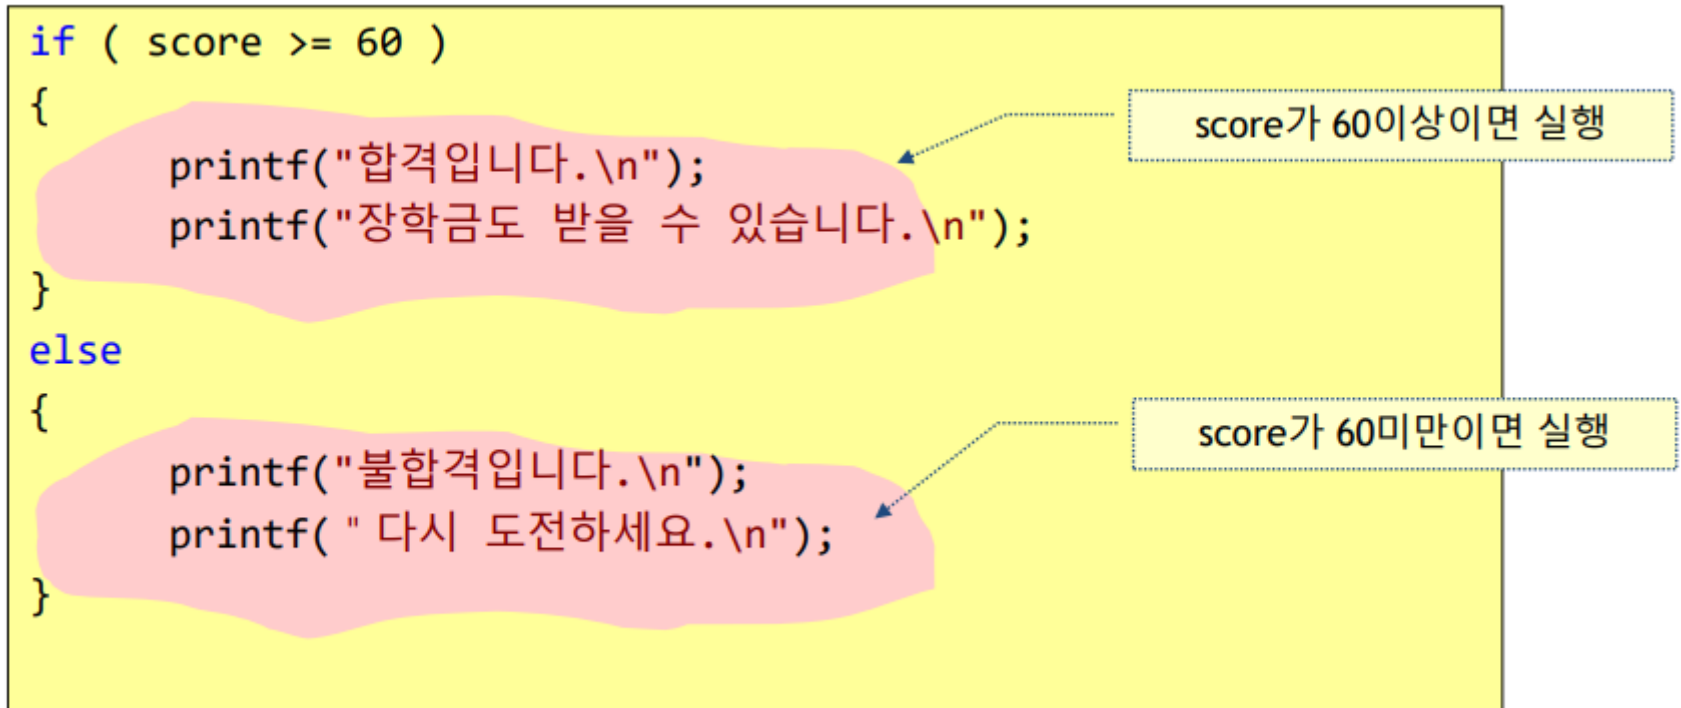 if ( score >= 60 )
{
score가 60이상이면 실행
printf("합격입니다.\n");
printf("장학금도 받을 수 있습니다.\n");
}
else
{
score가 60미만이면 실행
printf("불합격입니다.\n");
printf( " 다시 도전하세요.\n");
}